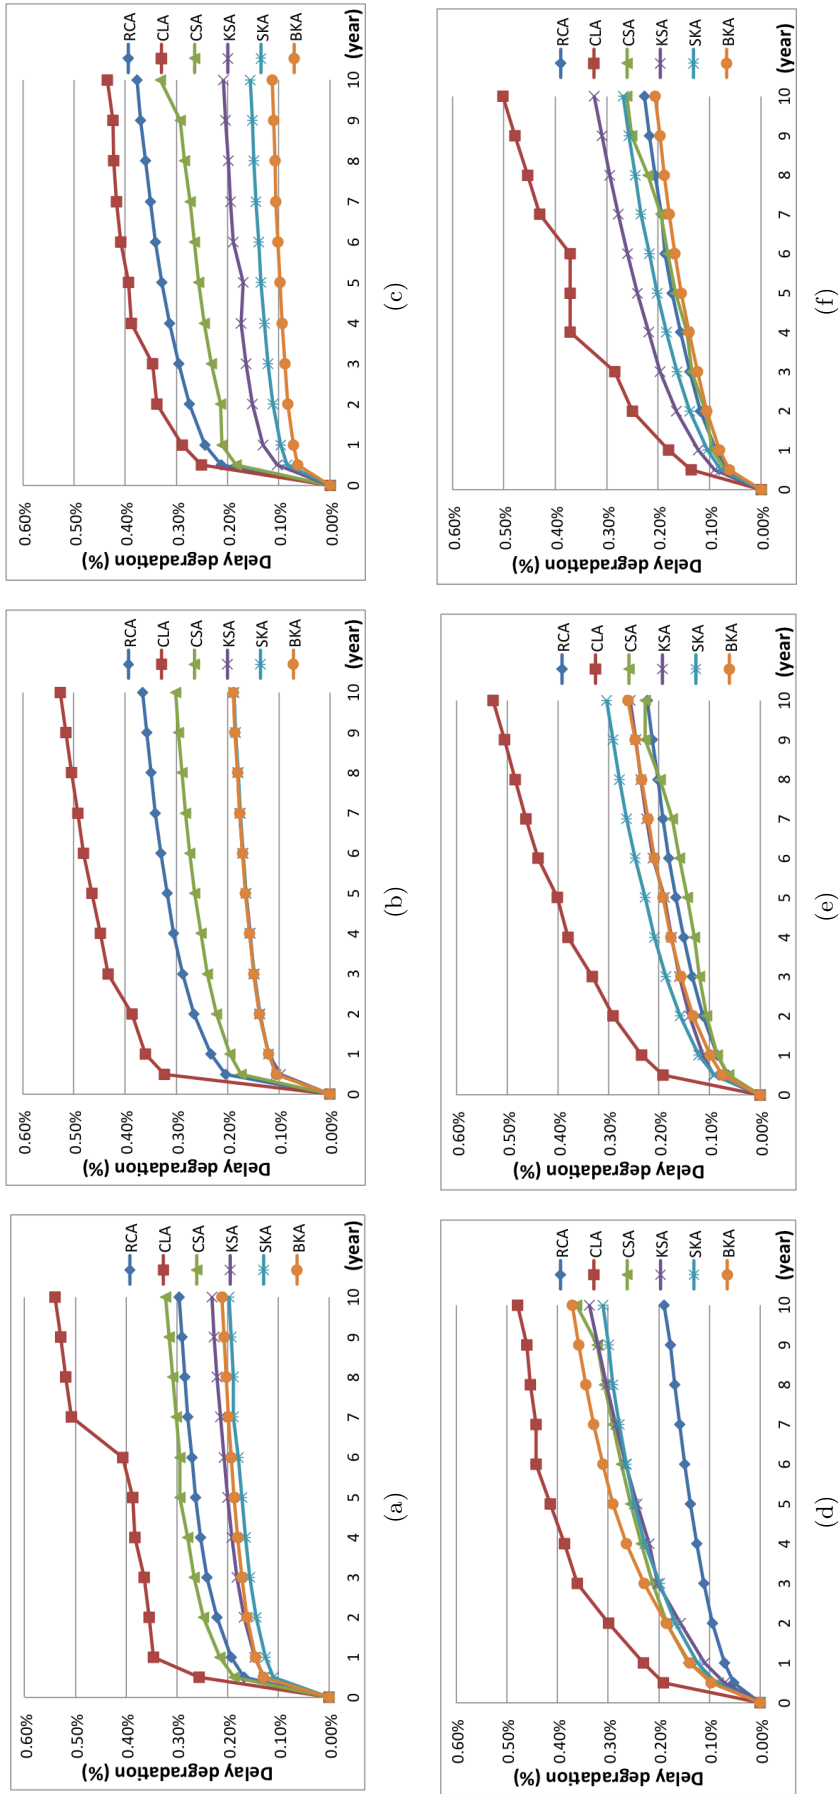 0.60%
0.50%
0.40%
0.30%
0.20%
0.10%
0.00%
Delay degradation (%)
0 1 2 3 4 5 6 7 8 9 10 (year)
RCA
CLA
CSA
KSA
SKA
BKA
(a)
0.60%
0.50%
0.40%
0.30%
0.20%
0.10%
0.00%
Delay degradation (%)
0 1 2 3 4 5 6 7 8 9 10 (year)
RCA
CLA
CSA
KSA
SKA
BKA
(b)
0.60%
0.50%
0.40%
0.30%
0.20%
0.10%
0.00%
Delay degradation (%)
0 1 2 3 4 5 6 7 8 9 10 (year)
RCA
CLA
CSA
KSA
SKA
BKA
(c)
0.60%
0.50%
0.40%
0.30%
0.20%
0.10%
0.00%
Delay degradation (%)
0 1 2 3 4 5 6 7 8 9 10 (year)
RCA
CLA
CSA
KSA
SKA
BKA
(d)
0.60%
0.50%
0.40%
0.30%
0.20%
0.10%
0.00%
Delay degradation (%)
0 1 2 3 4 5 6 7 8 9 10 (year)
RCA
CLA
CSA
KSA
SKA
BKA
(e)
0.60%
0.50%
0.40%
0.30%
0.20%
0.10%
0.00%
Delay degradation (%)
0 1 2 3 4 5 6 7 8 9 10 (year)
RCA
CLA
CSA
KSA
SKA
BKA
(f)